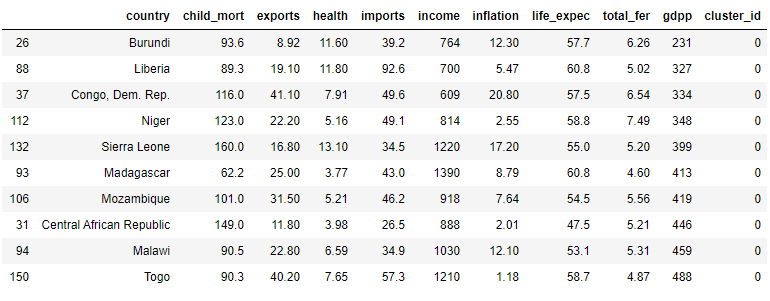 country child_mort exports health imports income inflation life_expec total_fer gdpp cluster_id
26 Burundi 93.6 8.92 11.60 39.2 764 12.30 57.7 6.26 231 0
88 Liberia 89.3 19.10 11.80 92.6 700 5.47 60.8 5.02 327 0
37 Congo, Dem. Rep. 116.0 41.10 7.91 49.6 609 20.80 57.5 6.54 334 0
112 Niger 123.0 22.20 5.16 49.1 814 2.55 58.8 7.49 348 0
132 Sierra Leone 160.0 16.80 13.10 34.5 1220 17.20 55.0 5.20 399 0
93 Madagascar 62.2 25.00 3.77 43.0 1390 8.79 60.8 4.60 413 0
106 Mozambique 101.0 31.50 5.21 46.2 918 7.64 54.5 5.56 419 0
31 Central African Republic 149.0 11.80 3.98 26.5 888 2.01 47.5 5.21 446 0
94 Malawi 90.5 22.80 6.59 34.9 1030 12.10 53.1 5.31 459 0
150 Togo 90.3 40.20 7.65 57.3 1210 1.18 58.7 4.87 488 0